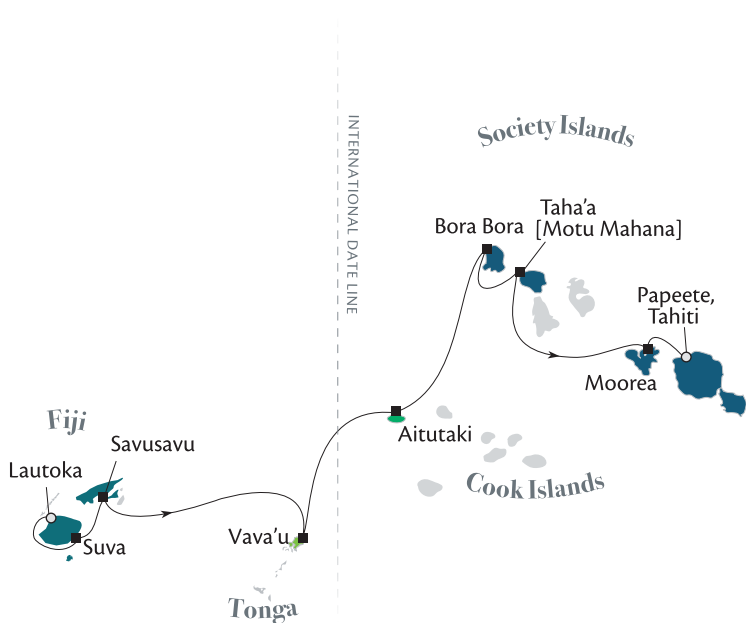 INTERNATIONAL DATE LINE
Society Islands
Taha’a
Bora Bora
[Motu Mahana]
Papeete,
Tahiti
Moorea
Fiji
Savusavu
Aitutaki
Lautoka
Cook Islands
Vava’u
Suva
Tonga